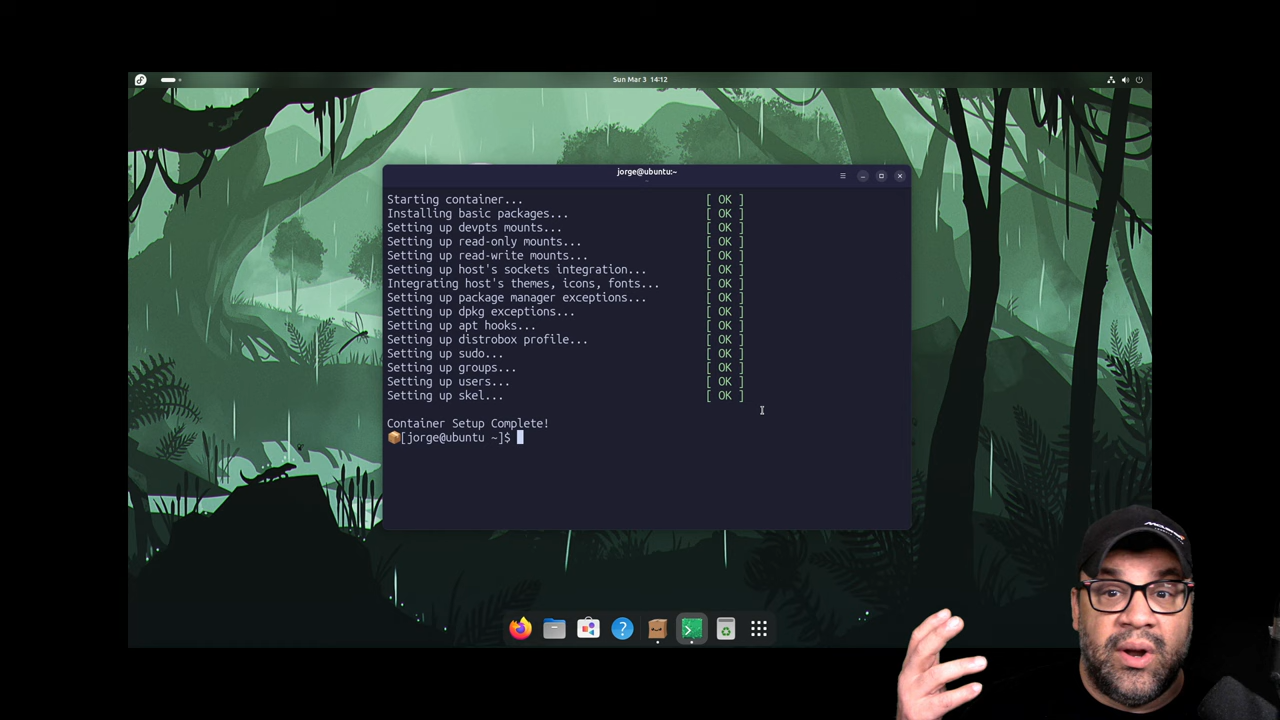 Sun Mar 3 14:12
jorge@ubuntu:~
Starting container... [ OK ]
Installing basic packages... [ OK ]
Setting up devpts mounts... [ OK ]
Setting up read-only mounts... [ OK ]
Setting up read-write mounts... [ OK ]
Setting up host's sockets integration... [ OK ]
Integrating host's themes, icons, fonts... [ OK ]
Setting up package manager exceptions... [ OK ]
Setting up dpkg exceptions... [ OK ]
Setting up apt hooks... [ OK ]
Setting up distrobox profile... [ OK ]
Setting up sudo... [ OK ]
Setting up groups... [ OK ]
Setting up users... [ OK ]
Setting up skel... [ OK ]
Container Setup Complete!
📦[jorge@ubuntu ~]$